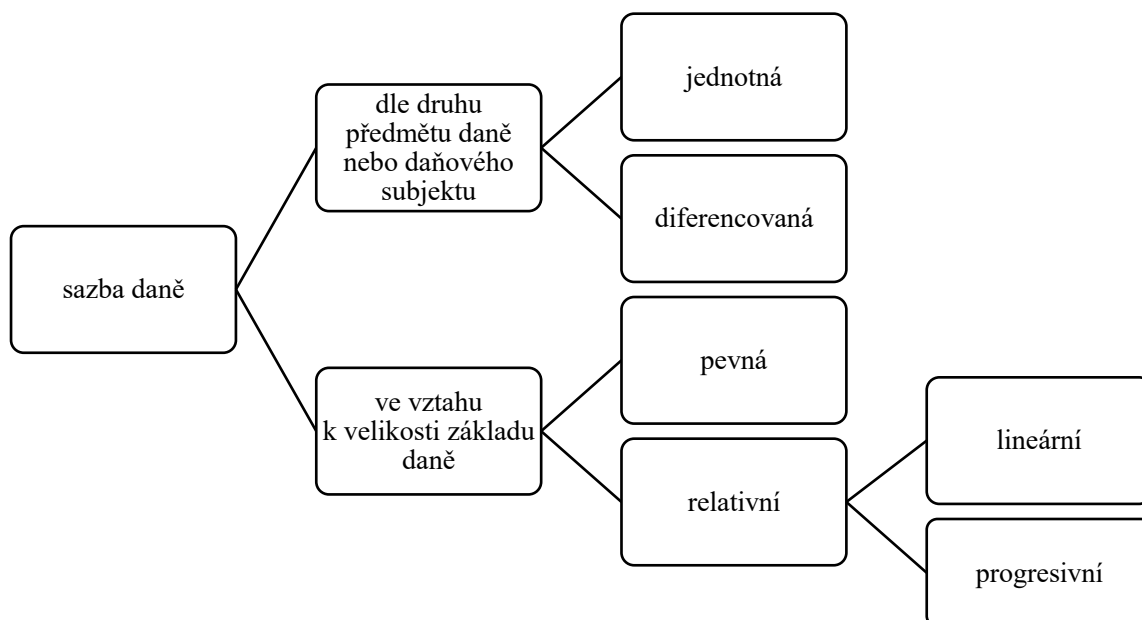 sazba daně
dle druhu
předmětu daně
nebo daňového
subjektu
jednotná
diferencovaná
ve vztahu
k velikosti základu
daně
pevná
relativní
lineární
progresivní